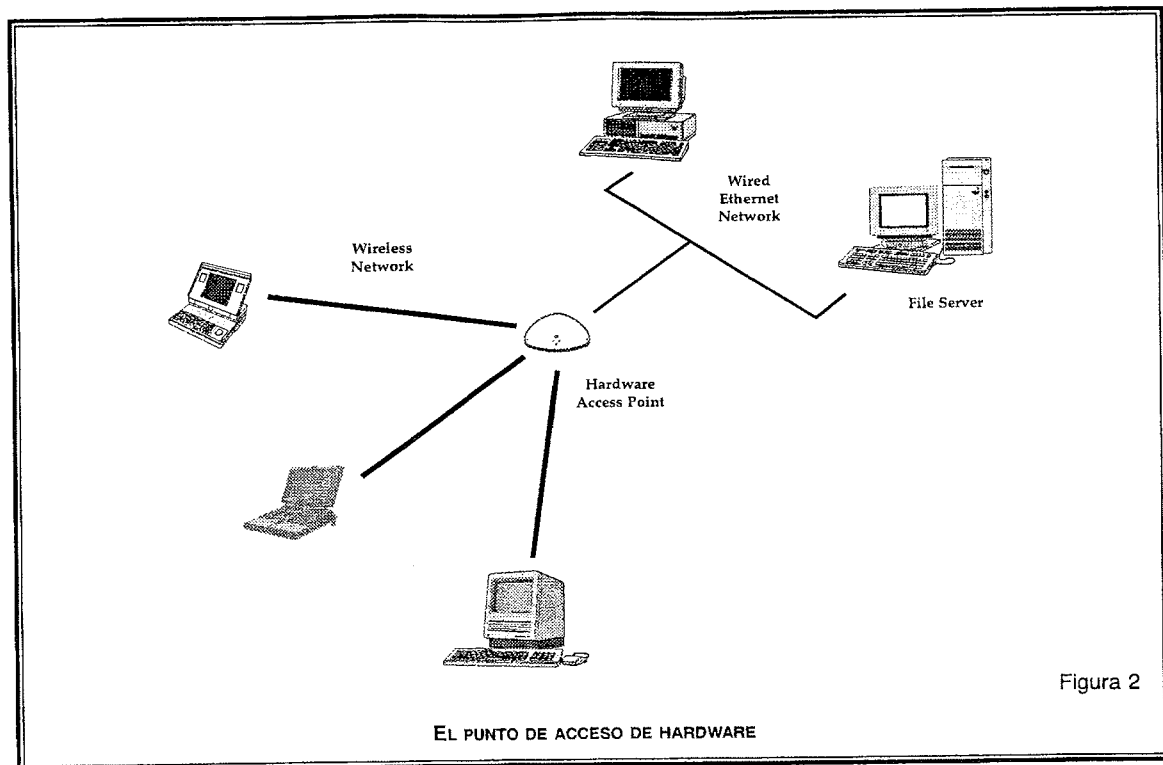 Wired
Ethernet
Network
Wireless
Network
File Server
Hardware
Access Point
Figura 2
EL PUNTO DE ACCESO DE HARDWARE